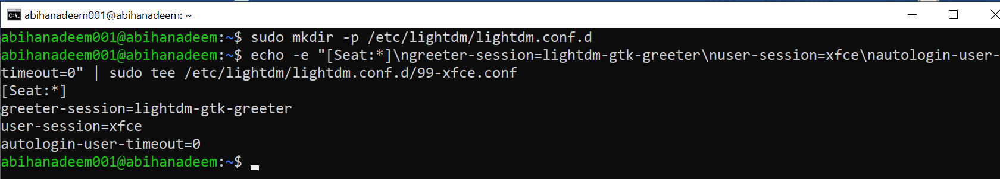 abihanadeem001@abihanadeem: ~
abihanadeem001@abihanadeem:~$ sudo mkdir -p /etc/lightdm/lightdm.conf.d
abihanadeem001@abihanadeem:~$ echo -e "[Seat:*]\ngreeter-session=lightdm-gtk-greeter\nuser-session=xfce\nautologin-user-
timeout=0" | sudo tee /etc/lightdm/lightdm.conf.d/99-xfce.conf
[Seat:*]
greeter-session=lightdm-gtk-greeter
user-session=xfce
autologin-user-timeout=0
abihanadeem001@abihanadeem:~$